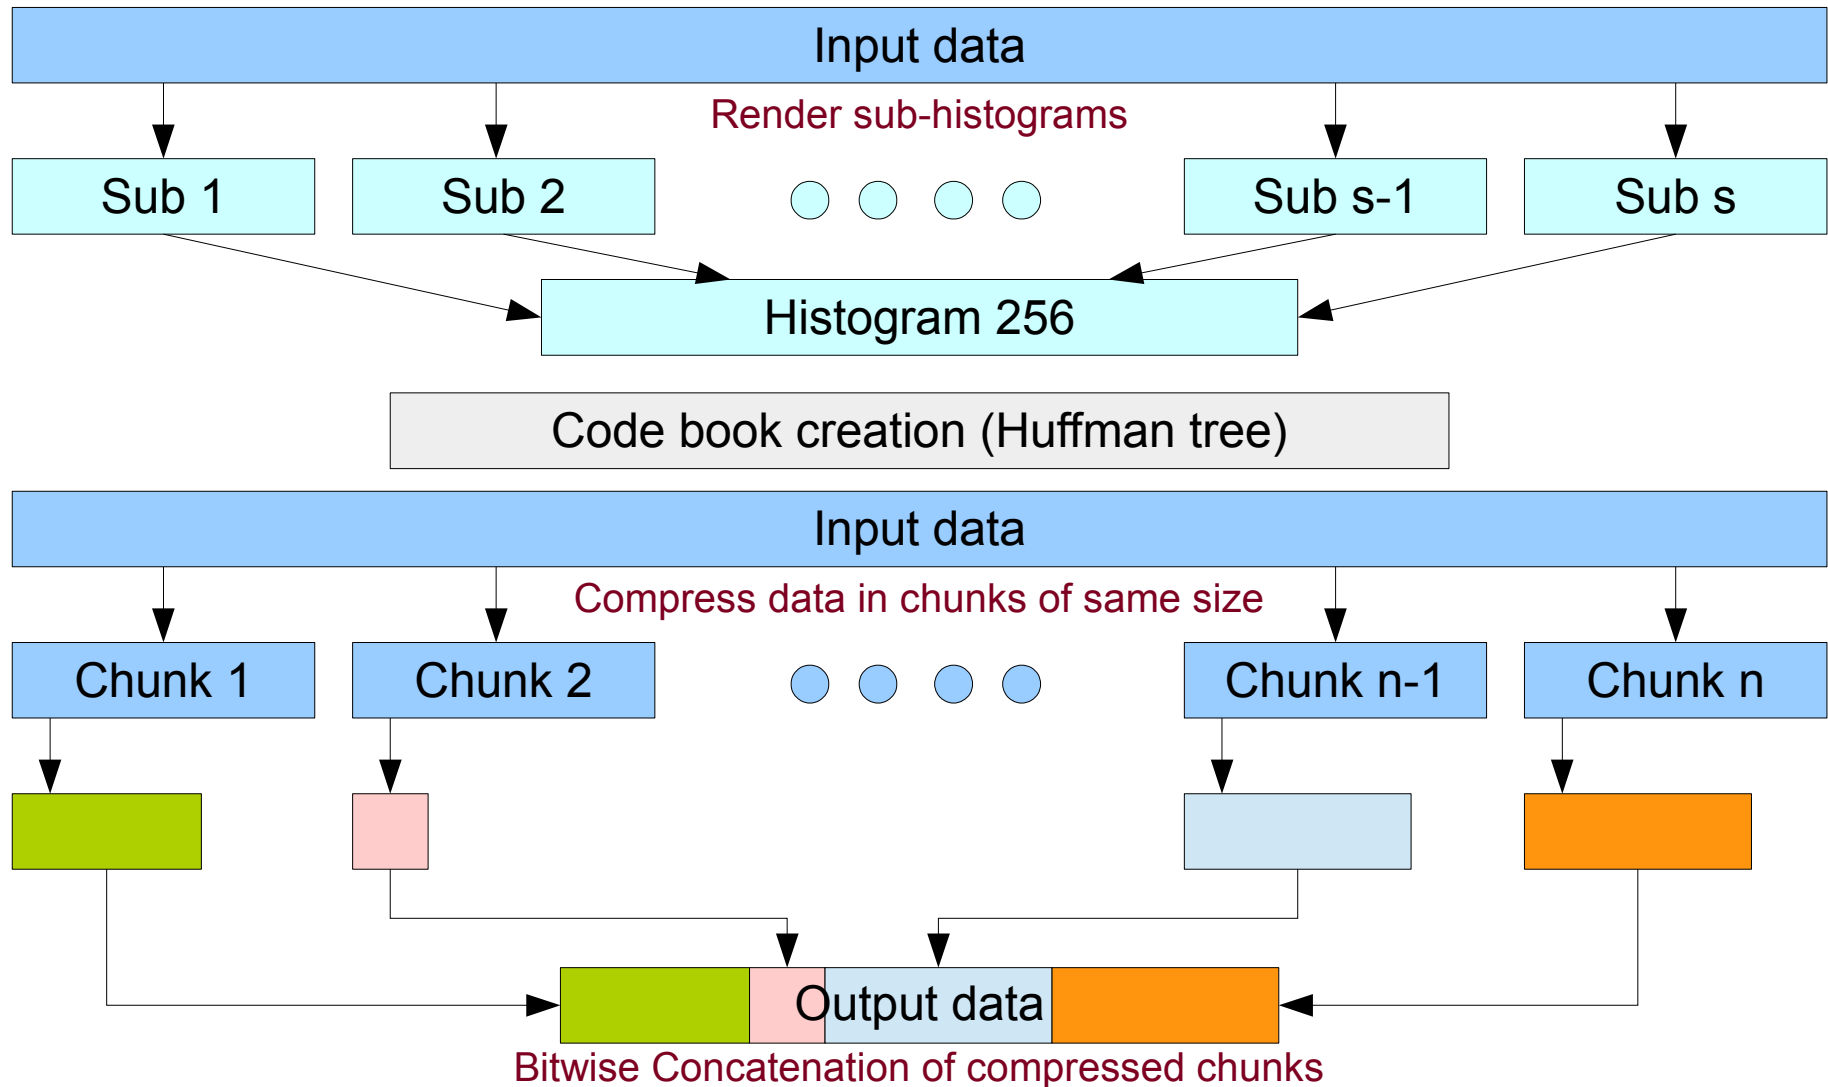 Input data
Render sub-histograms
Sub 1
Sub 2
Sub s-1
Sub s
Histogram 256
Code book creation (Huffman tree)
Input data
Compress data in chunks of same size
Chunk 1
Chunk 2
Chunk n-1
Chunk n
Output data
Bitwise Concatenation of compressed chunks